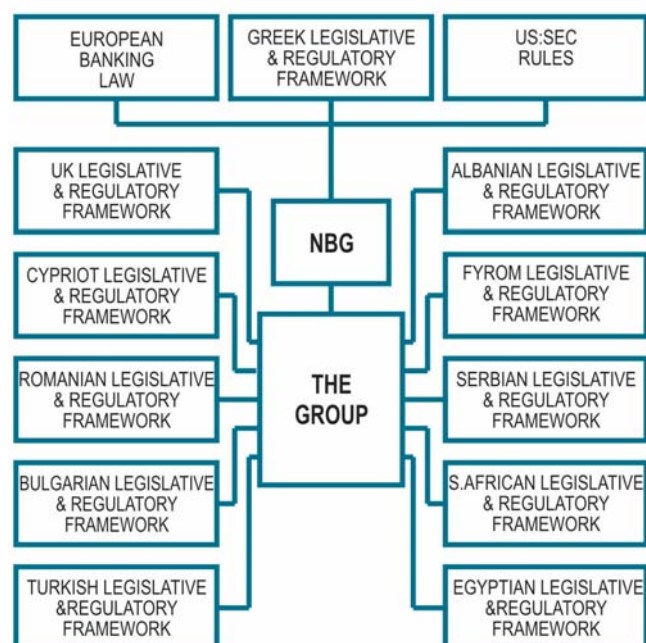 EUROPEAN
BANKING
LAW
GREEK LEGISLATIVE
& REGULATORY
FRAMEWORK
US:SEC
RULES
UK LEGISLATIVE
& REGULATORY
FRAMEWORK
ALBANIAN LEGISLATIVE
& REGULATORY
FRAMEWORK
NBG
CYPRIOT LEGISLATIVE
& REGULATORY
FRAMEWORK
FYROM LEGISLATIVE
& REGULATORY
FRAMEWORK
THE
GROUP
ROMANIAN LEGISLATIVE
& REGULATORY
FRAMEWORK
SERBIAN LEGISLATIVE
& REGULATORY
FRAMEWORK
BULGARIAN LEGISLATIVE
& REGULATORY
FRAMEWORK
S.AFRICAN LEGISLATIVE
& REGULATORY
FRAMEWORK
TURKISH LEGISLATIVE
&REGULATORY
FRAMEWORK
EGYPTIAN LEGISLATIVE
&REGULATORY
FRAMEWORK